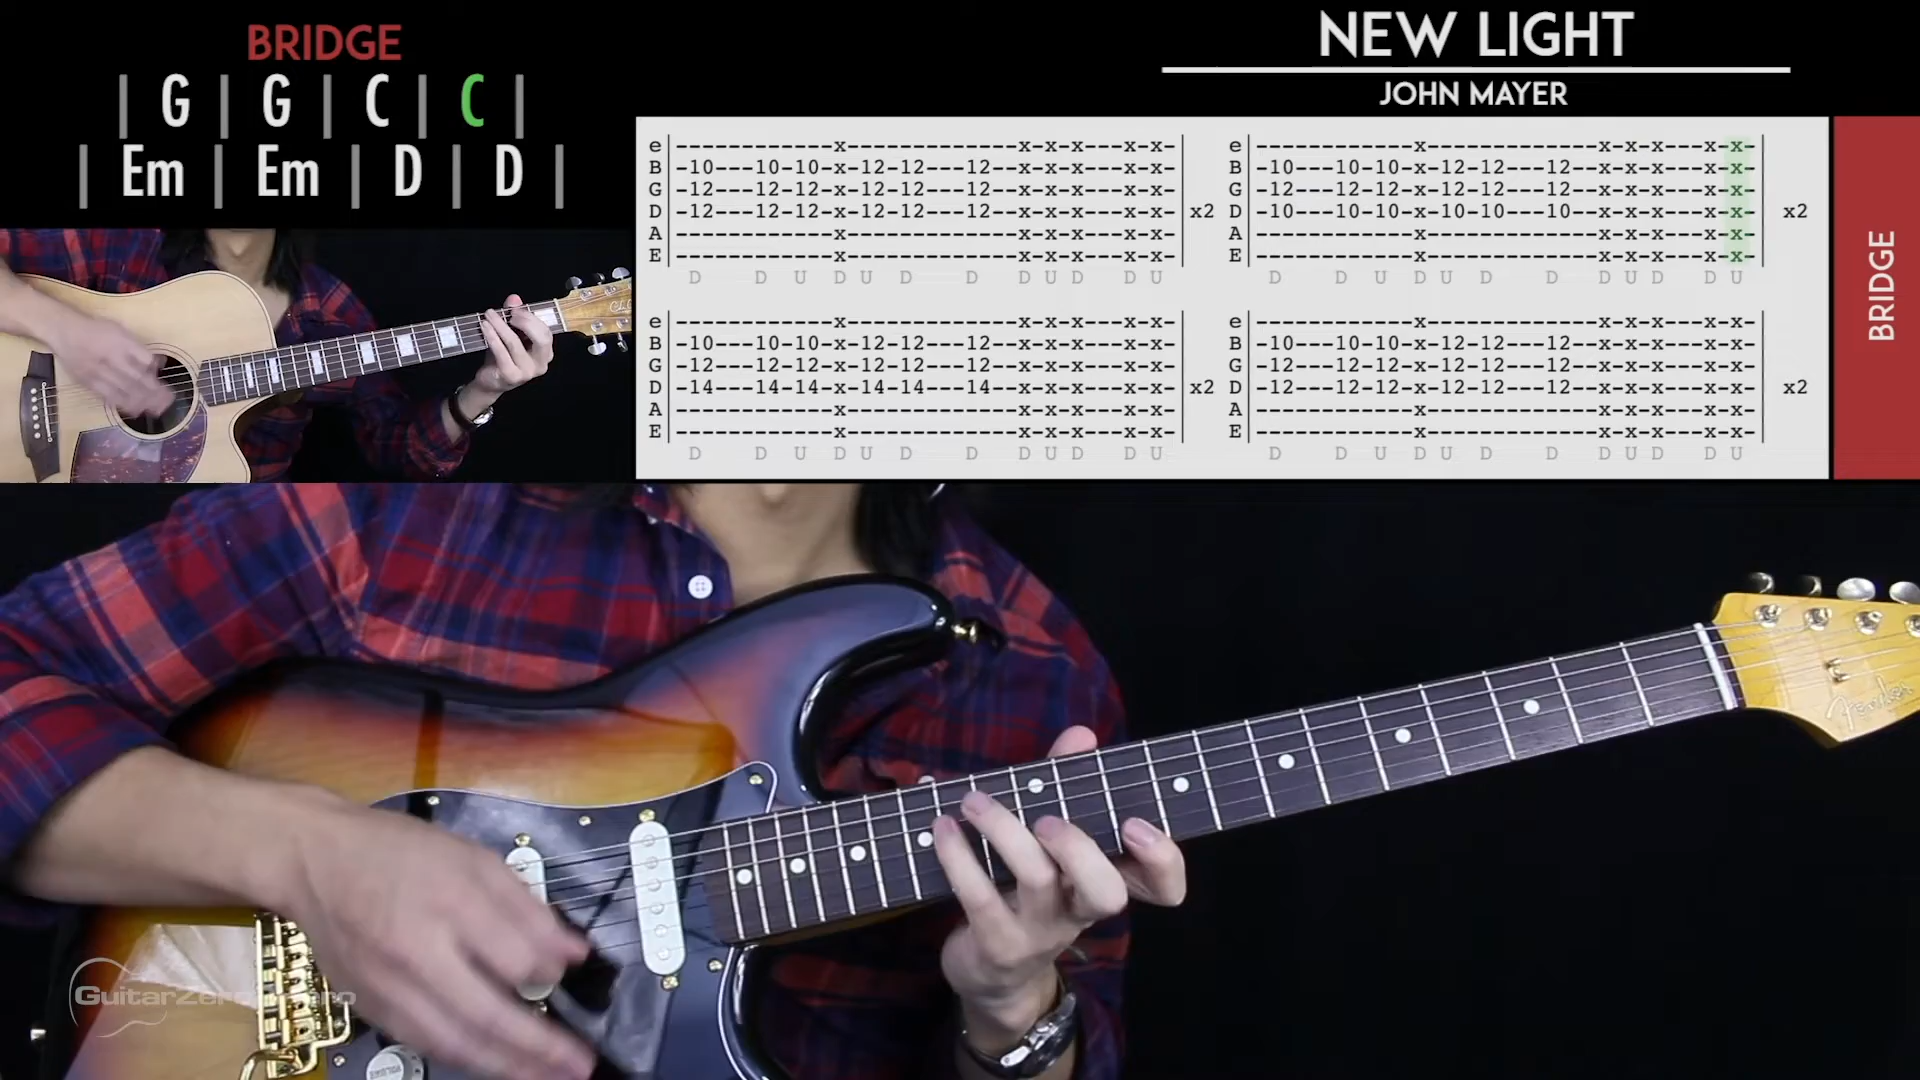 BRIDGE
| G | G | C | C |
| Em | Em | D | D |
NEW LIGHT
JOHN MAYER
e|-------------x-------------x-x-x---x-x-|
B|-10---10-10-x-12-12---12--x-x-x---x-x-|
G|-12---12-12-x-12-12---12--x-x-x---x-x-|
D|-12---12-12-x-12-12---12--x-x-x---x-x-| x2
A|------------x-------------x-x-x---x-x-|
E|------------x-------------x-x-x---x-x-|
D D U D U D D D U D D U
e|------------x-------------x-x-x---x-x-|
B|-10---10-10-x-12-12---12--x-x-x---x-x-|
G|-12---12-12-x-12-12---12--x-x-x---x-x-|
D|-10---10-10-x-10-10---10--x-x-x---x-x-| x2
A|------------x-------------x-x-x---x-x-|
E|------------x-------------x-x-x---x-x-|
D D U D U D D D U D D U
e|------------x-------------x-x-x---x-x-|
B|-10---10-10-x-12-12---12--x-x-x---x-x-|
G|-12---12-12-x-12-12---12--x-x-x---x-x-|
D|-14---14-14-x-14-14---14--x-x-x---x-x-| x2
A|------------x-------------x-x-x---x-x-|
E|------------x-------------x-x-x---x-x-|
D D U D U D D D U D D U
e|------------x-------------x-x-x---x-x-|
B|-10---10-10-x-12-12---12--x-x-x---x-x-|
G|-12---12-12-x-12-12---12--x-x-x---x-x-|
D|-12---12-12-x-12-12---12--x-x-x---x-x-| x2
A|------------x-------------x-x-x---x-x-|
E|------------x-------------x-x-x---x-x-|
D D U D U D D D U D D U
BRIDGE
Fender
VOLUME